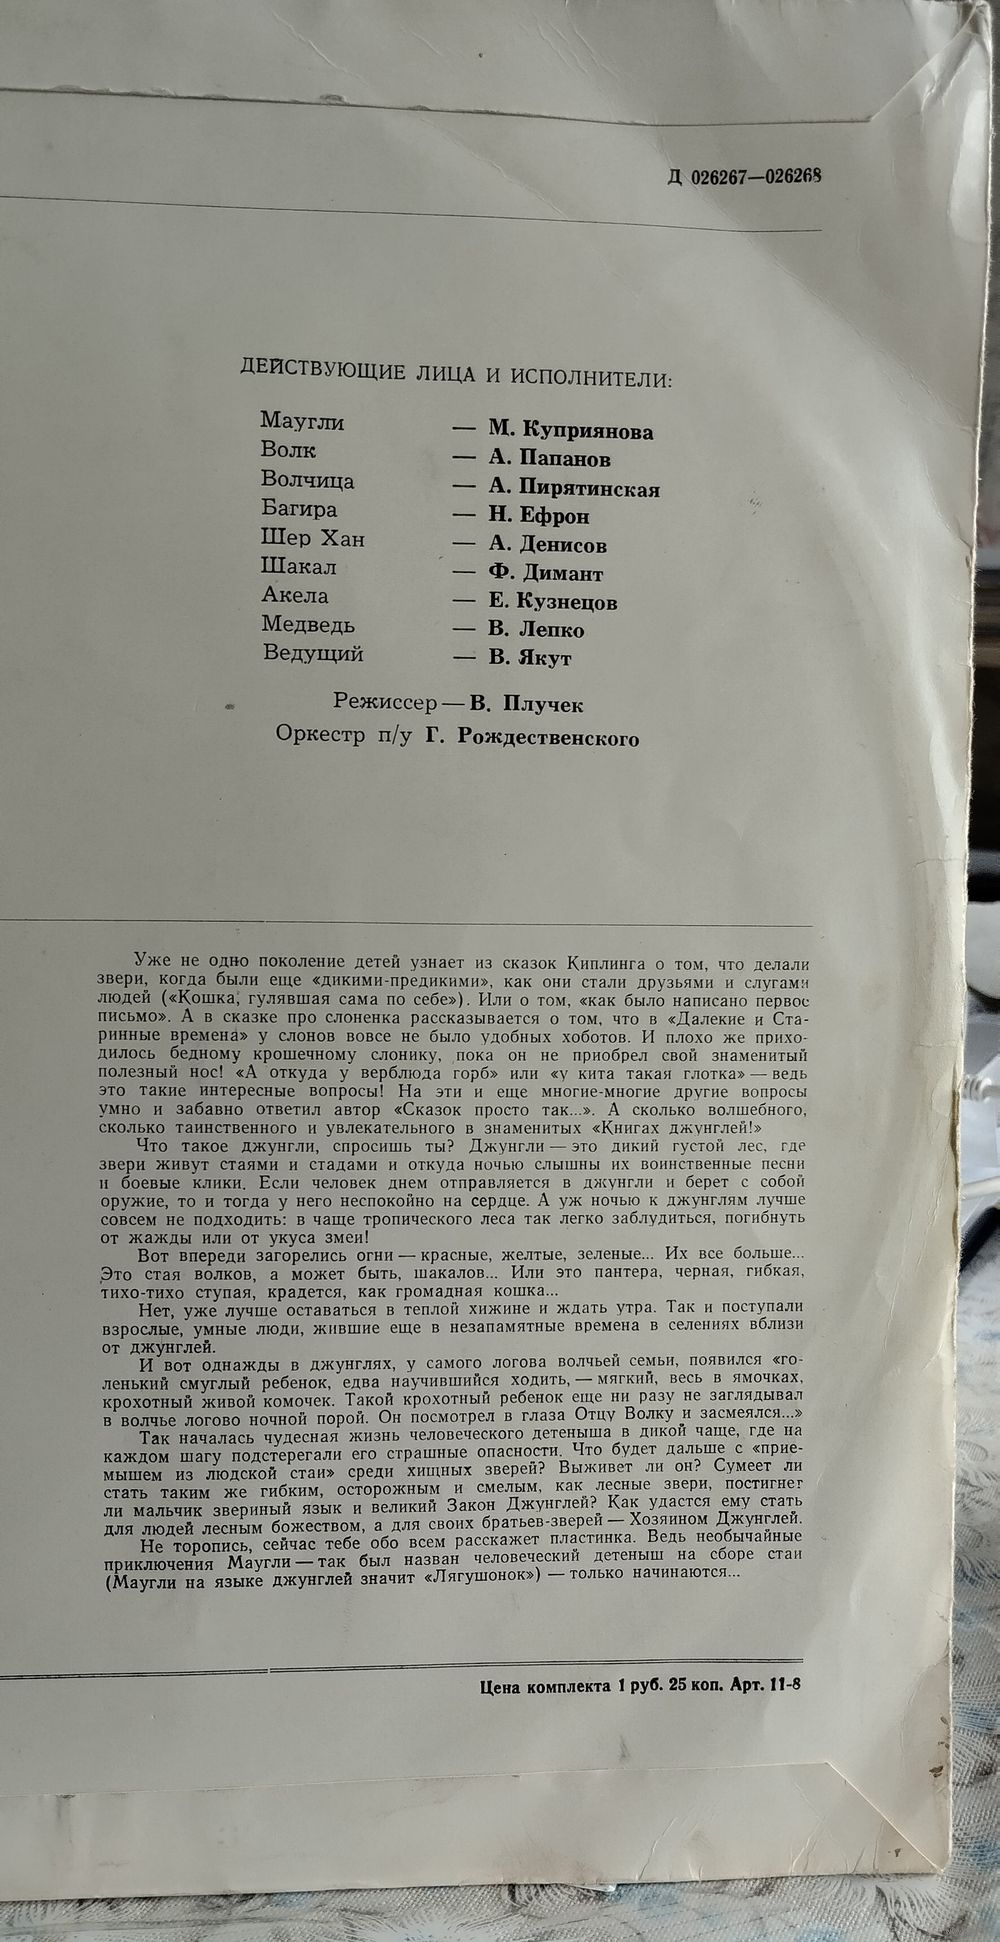 Д 026267—026268
ДЕЙСТВУЮЩИЕ ЛИЦА И ИСПОЛНИТЕЛИ:
Маугли — М. Куприянова
Волк — А. Папанов
Волчица — А. Пирятинская
Багира — Н. Ефрон
Шер Хан — А. Денисов
Шакал — Ф. Димант
Акела — Е. Кузнецов
Медведь — В. Лепко
Ведущий — В. Якут
Режиссер — В. Плучек
Оркестр п/у Г. Рождественского
Уже не одно поколение детей узнает из сказок Киплинга о том, что делали
звери, когда были еще «дикими-предикими», как они стали друзьями и слугами
людей («Кошка, гулявшая сама по себе»). Или о том, «как было написано первое
письмо». А в сказке про слоненка рассказывается о том, что в «Далекие и Ста-
ринные времена» у слонов вовсе не было удобных хоботов. И плохо же прихо-
дилось бедному крошечному слонику, пока он не приобрел свой знаменитый
полезный нос! «А откуда у верблюда горб» или «у кита такая глотка» — ведь
это такие интересные вопросы! На эти и еще многие-многие другие вопросы
умно и забавно ответил автор «Сказок просто так...». А сколько волшебного,
сколько таинственного и увлекательного в знаменитых «Книгах джунглей!»
Что такое джунгли, спросишь ты? Джунгли — это дикий густой лес, где
звери живут стаями и стадами и откуда ночью слышны их воинственные песни
и боевые клики. Если человек днем отправляется в джунгли и берет с собой
оружие, то и тогда у него неспокойно на сердце. А уж ночью к джунглям лучше
совсем не подходить: в чаще тропического леса так легко заблудиться, погибнуть
от жажды или от укуса змеи!
Вот впереди загорелись огни — красные, желтые, зеленые... Их все больше...
Это стая волков, а может быть, шакалов... Или это пантера, черная, гибкая,
тихо-тихо ступая, крадется, как громадная кошка...
Нет, уже лучше оставаться в теплой хижине и ждать утра. Так и поступали
взрослые, умные люди, жившие еще в незапамятные времена в селениях вблизи
от джунглей.
И вот однажды в джунглях, у самого логова волчьей семьи, появился «го-
ленький смуглый ребенок, едва научившийся ходить, — мягкий, весь в ямочках,
крохотный живой комочек. Такой крохотный ребенок еще ни разу не заглядывал
в волчье логово ночной порой. Он посмотрел в глаза Отцу Волку и засмеялся...»
Так началась чудесная жизнь человеческого детеныша в дикой чаще, где на
каждом шагу подстерегали его страшные опасности. Что будет дальше с «прие-
мышем из людской стаи» среди хищных зверей? Выживет ли он? Сумеет ли
стать таким же гибким, осторожным и смелым, как лесные звери, постигнет
ли мальчик звериный язык и великий Закон Джунглей? Как удастся ему стать
для людей лесным божеством, а для своих братьев-зверей — Хозяином Джунглей.
Не торопись, сейчас тебе обо всем расскажет пластинка. Ведь необычайные
приключения Маугли — так был назван человеческий детеныш на сборе стаи
(Маугли на языке джунглей значит «Лягушонок») — только начинаются...
Цена комплекта 1 руб. 25 коп. Арт. 11-8